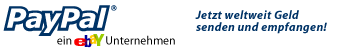 PayPal®
ein ebY Unternehmen
Jetzt weltweit Geld
senden und empfangen!